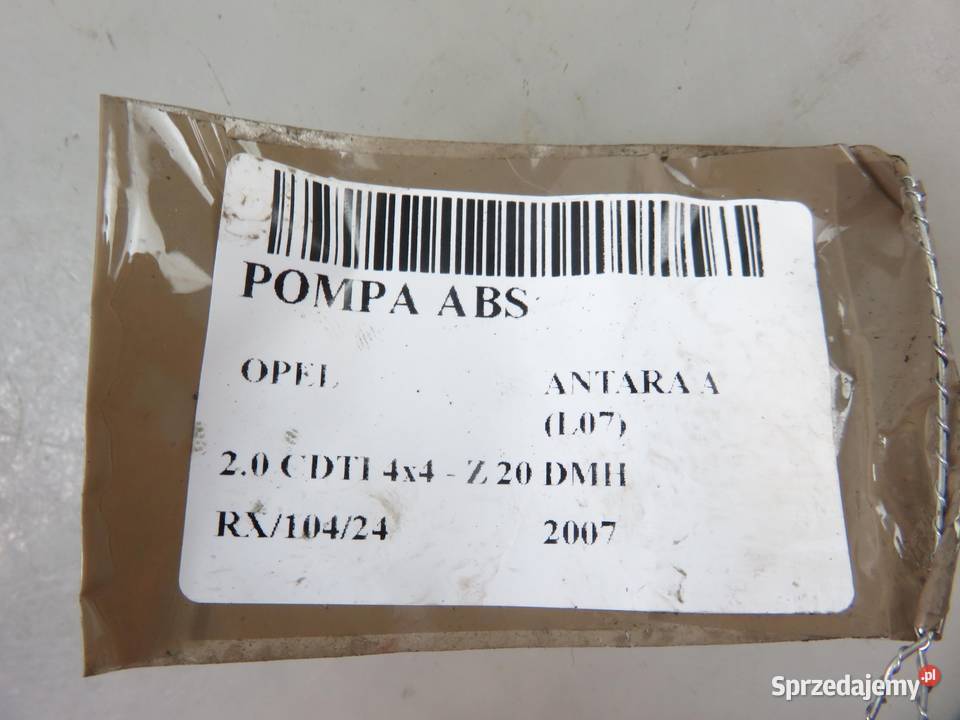 POMPA ABS
OPEL ANTARA A
(L07)
2.0 CDTI 4x4 - Z 20 DMH
RX/104/24 2007
Sprzedajemy.pl